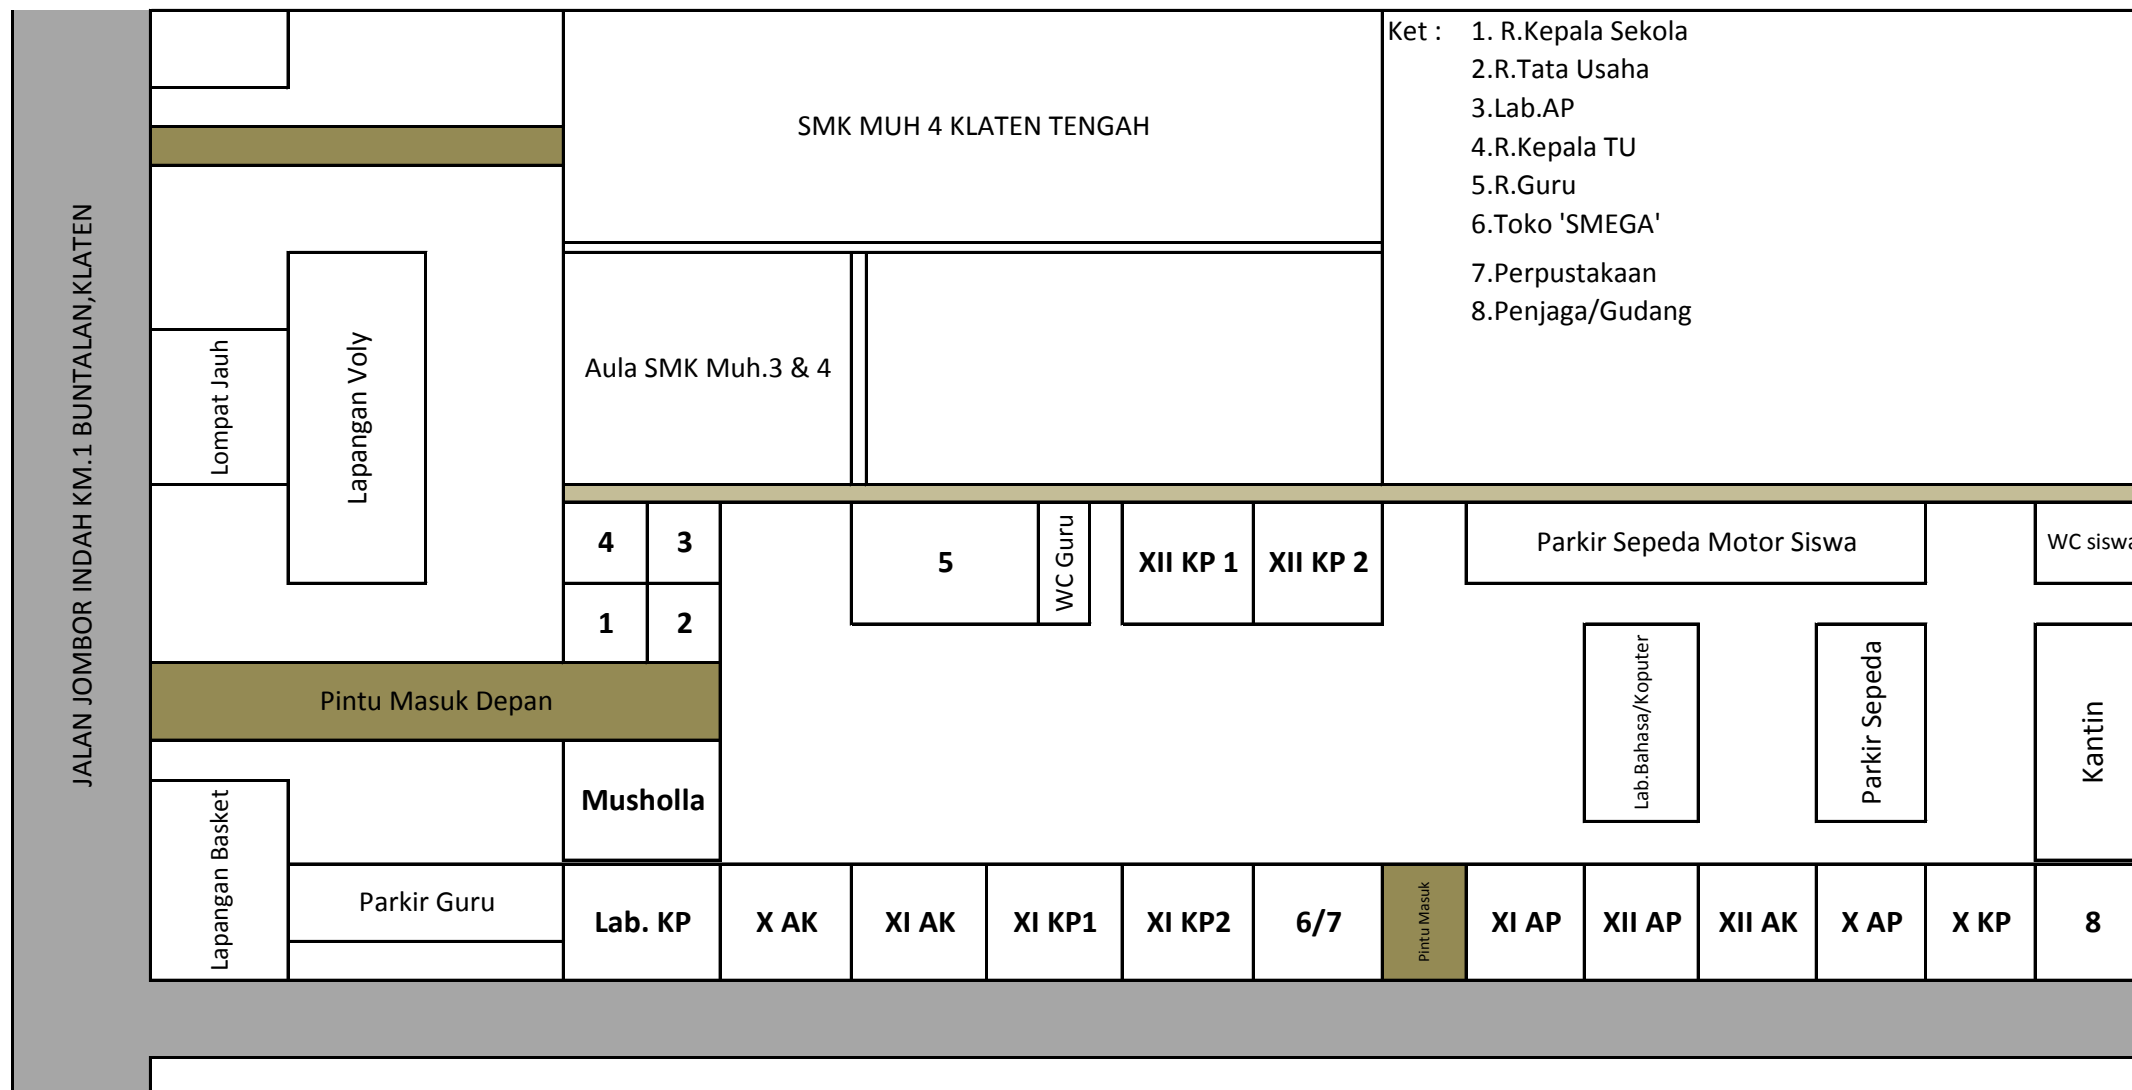 Ket : 1. R.Kepala Sekola
2.R.Tata Usaha
3.Lab.AP
4.R.Kepala TU
5.R.Guru
6.Toko 'SMEGA'
7.Perpustakaan
8.Penjaga/Gudang
SMK MUH 4 KLATEN TENGAH
JALAN JOMBOR INDAH KM.1 BUNTALAN,KLATEN
Lompat Jauh
Lapangan Voly
Aula SMK Muh.3 & 4
4
3
5
WC Guru
XII KP 1
XII KP 2
Parkir Sepeda Motor Siswa
WC siswa
1
2
Pintu Masuk Depan
Lab.Bahasa/Koputer
Parkir Sepeda
Kantin
Musholla
Lapangan Basket
Parkir Guru
Lab. KP
X AK
XI AK
XI KP1
XI KP2
6/7
Pintu Masuk
XI AP
XII AP
XII AK
X AP
X KP
8